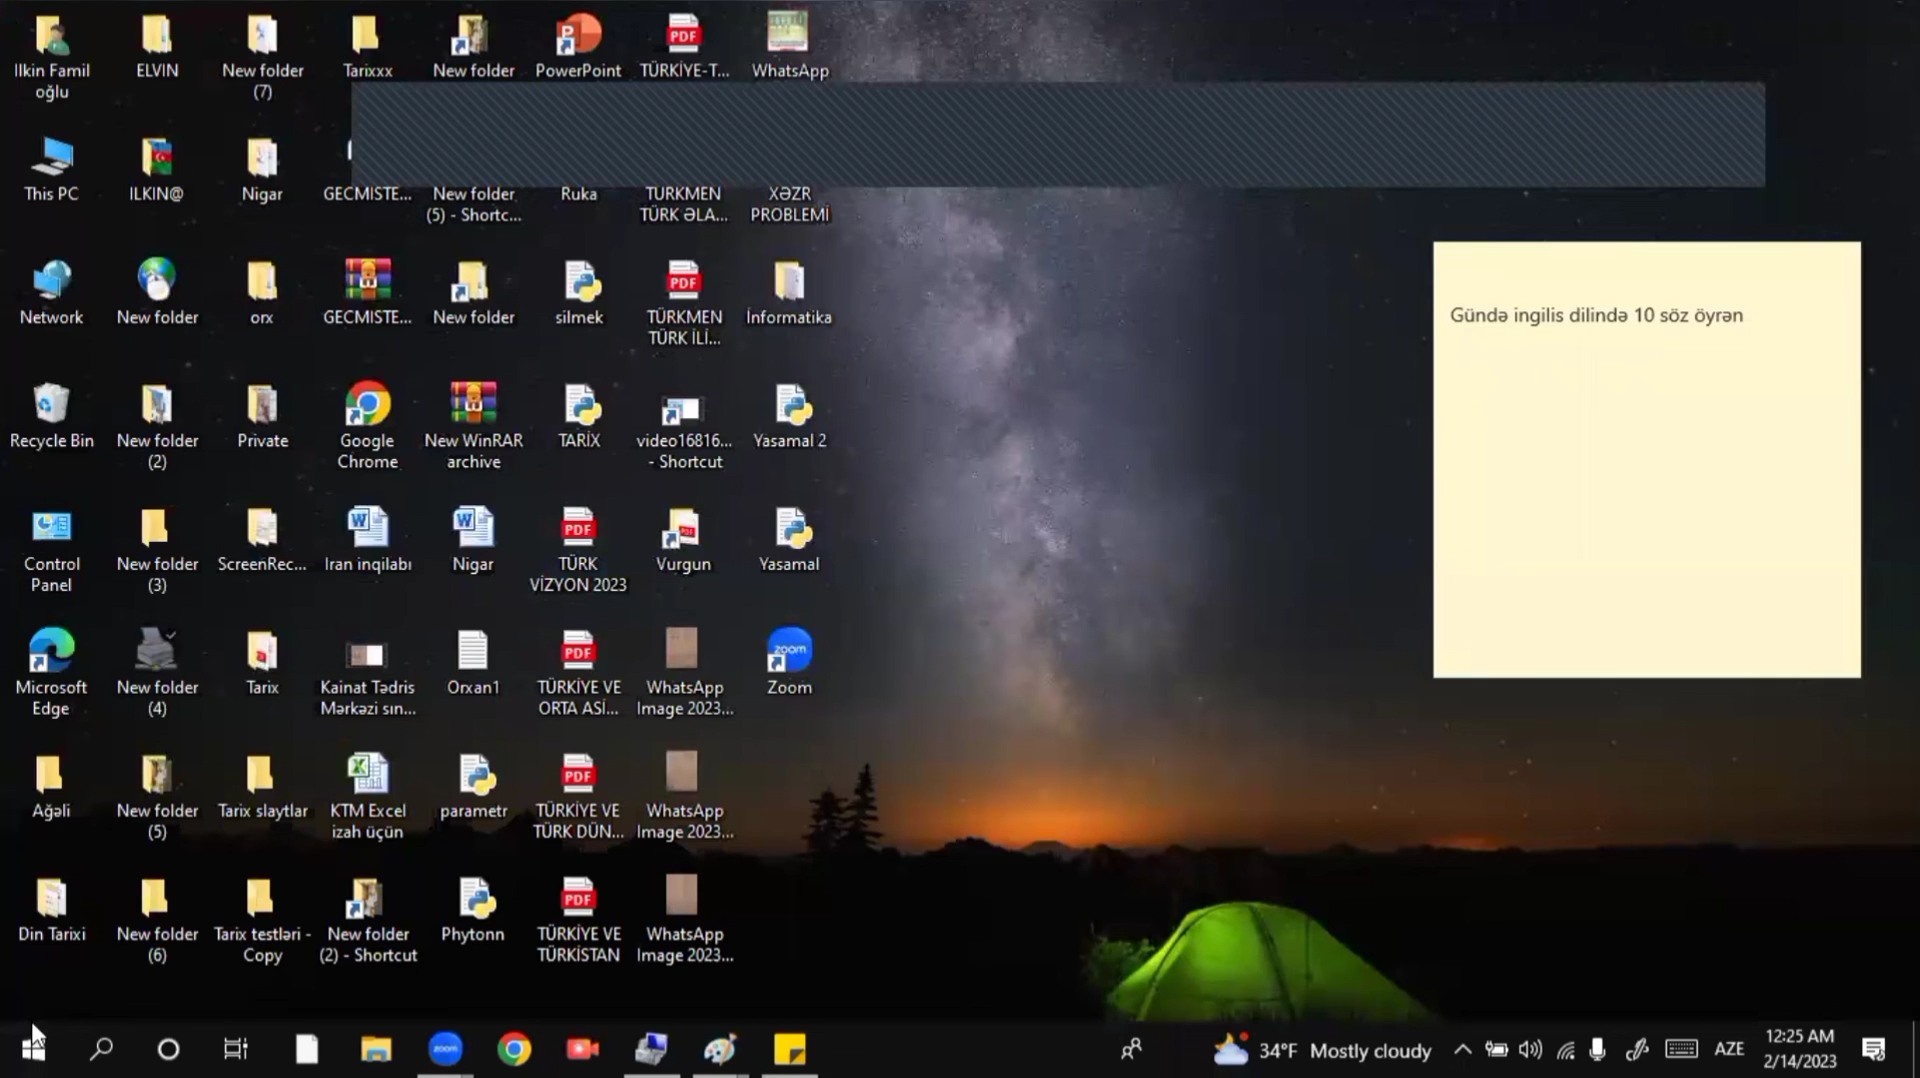 Ilkin Famil
oğlu
ELVIN
New folder
(7)
Tarixxx
New folder
PowerPoint
TÜRKİYE-T...
WhatsApp
This PC
ILKIN@
Nigar
GECMISTE...
New folder
(5) - Shortc...
Ruka
TÜRKMEN
TÜRK ƏLA...
XƏZR
PROBLEMİ
Network
New folder
orx
GECMISTE...
New folder
silmek
TÜRKMEN
TÜRK İLİ...
İnformatika
Gündə ingilis dilində 10 söz öyrən
Recycle Bin
New folder
(2)
Private
Google
Chrome
New WinRAR
archive
TARİX
video16816...
- Shortcut
Yasamal 2
Control
Panel
New folder
(3)
ScreenRec...
Iran inqilabı
Nigar
TÜRK
VİZYON 2023
Vurgun
Yasamal
Microsoft
Edge
New folder
(4)
Tarix
Kainat Tədris
Mərkəzi sın...
Orxan1
TÜRKİYE VE
ORTA ASİ...
WhatsApp
Image 2023...
zoom
Zoom
Ağəli
New folder
(5)
Tarix slaytlar
KTM Excel
izah üçün
parametr
TÜRKİYE VE
TÜRK DÜN...
WhatsApp
Image 2023...
Din Tarixi
New folder
(6)
Tarix testləri -
Copy
New folder
(2) - Shortcut
Phytonn
TÜRKİYE VE
TÜRKİSTAN
WhatsApp
Image 2023...
zoom
34°F Mostly cloudy
AZE
12:25 AM
2/14/2023